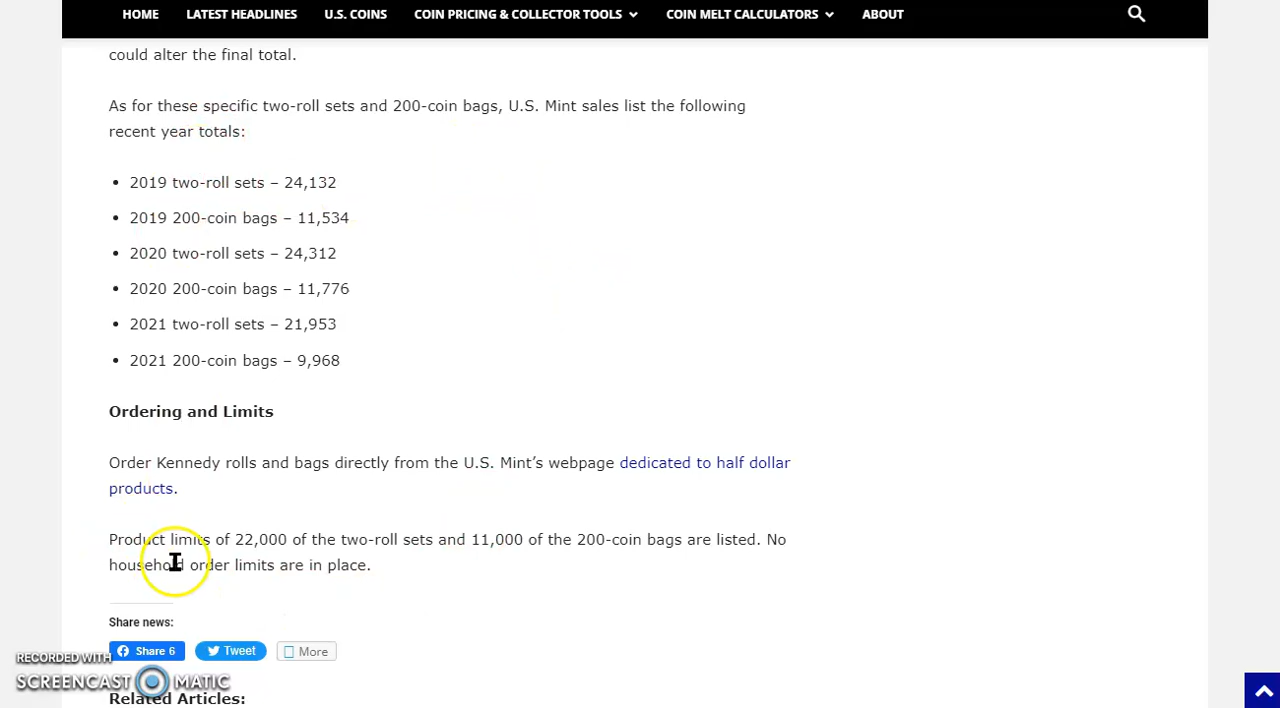 HOME LATEST HEADLINES U.S. COINS COIN PRICING & COLLECTOR TOOLS COIN MELT CALCULATORS ABOUT
could alter the final total.
As for these specific two-roll sets and 200-coin bags, U.S. Mint sales list the following
recent year totals:
• 2019 two-roll sets – 24,132
• 2019 200-coin bags – 11,534
• 2020 two-roll sets – 24,312
• 2020 200-coin bags – 11,776
• 2021 two-roll sets – 21,953
• 2021 200-coin bags – 9,968
Ordering and Limits
Order Kennedy rolls and bags directly from the U.S. Mint’s webpage dedicated to half dollar
products.
Product limits of 22,000 of the two-roll sets and 11,000 of the 200-coin bags are listed. No
household order limits are in place.
Share news:
Share 6 Tweet More
RECORDED WITH
SCREENCAST MATIC
Related Articles: